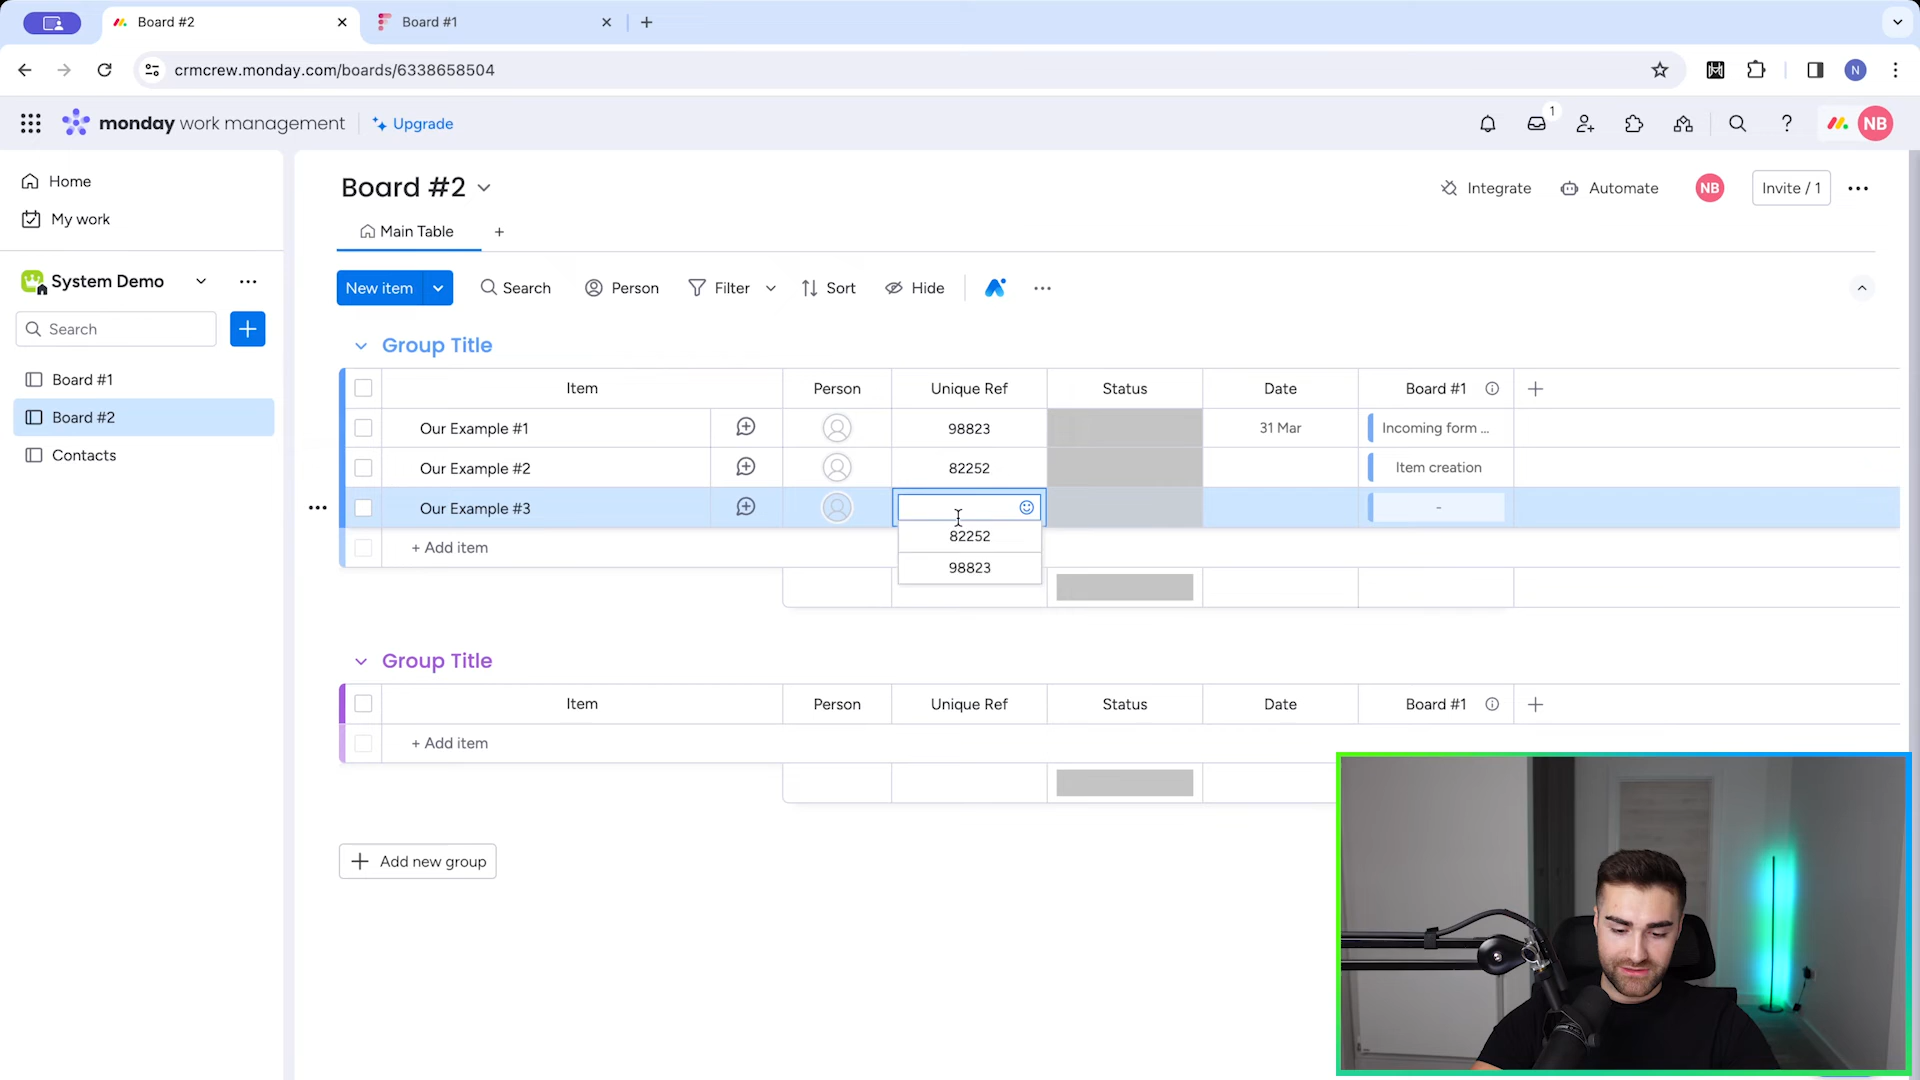 Board #2
Board #1
crmcrew.monday.com/boards/6338658504
N
monday work management
Upgrade
1
NB
Home
My work
System Demo
Search
Board #1
Board #2
Contacts
Board #2
Integrate
Automate
NB
Invite / 1
Main Table
New item
Search
Person
Filter
Sort
Hide
Group Title
Item Person Unique Ref Status Date Board #1
Our Example #1 98823 31 Mar Incoming form ...
Our Example #2 82252 Item creation
Our Example #3 -
82252
98823
+ Add item
Group Title
Item Person Unique Ref Status Date Board #1
+ Add item
Add new group